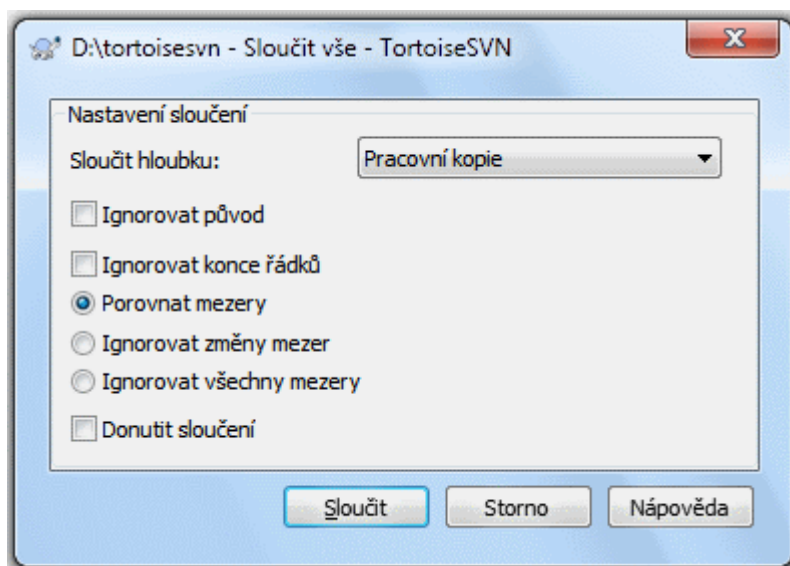 D:\tortoisesvn - Sloučit vše - TortoiseSVN
Nastavení sloučení
Sloučit hloubku: Pracovní kopie
Ignorovat původ
Ignorovat konce řádků
Porovnat mezery
Ignorovat změny mezer
Ignorovat všechny mezery
Donutit sloučení
Sloučit Storno Nápověda